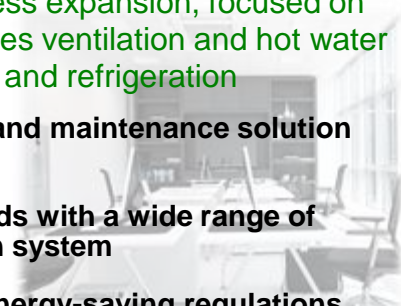 ess expansion, focused on
es ventilation and hot water
and refrigeration
and maintenance solution
ds with a wide range of
n system
nergy-saving regulations